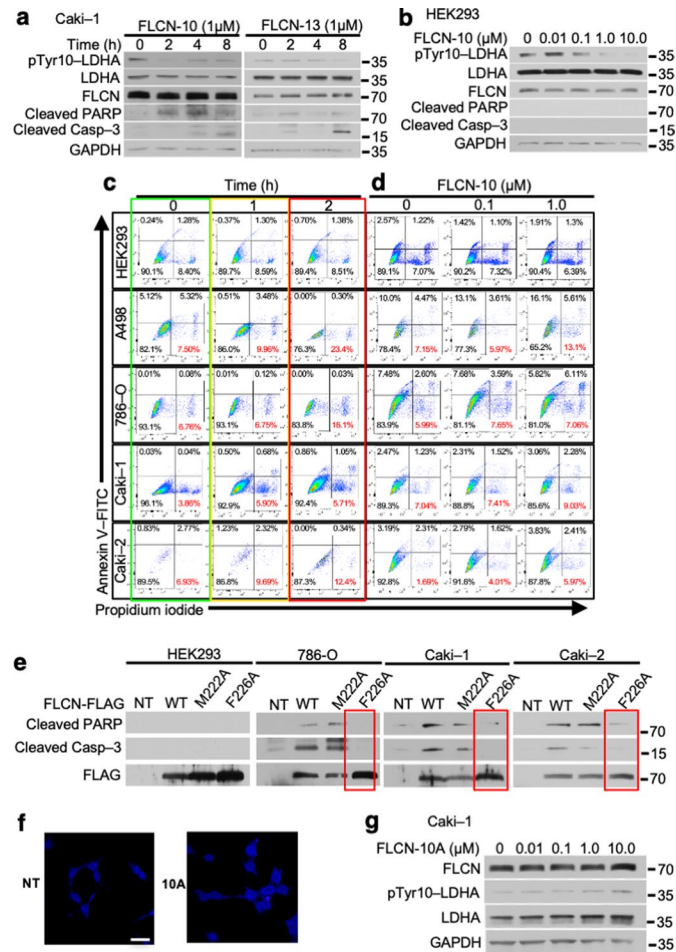 a Caki–1
FLCN-10 (1µM) FLCN-13 (1µM)
Time (h) 0 2 4 8 0 2 4 8
pTyr10–LDHA 35
LDHA 35
FLCN 70
Cleaved PARP 70
Cleaved Casp–3 15
GAPDH 35
b HEK293
FLCN-10 (µM) 0 0.01 0.1 1.0 10.0
pTyr10–LDHA 35
LDHA 35
FLCN 70
Cleaved PARP 70
Cleaved Casp–3 15
GAPDH 35
c Time (h) d FLCN-10 (µM)
0 1 2 0 0.1 1.0
HEK293
0.24% 1.28% 0.37% 1.30% 0.70% 1.38% 2.57% 1.22% 1.42% 1.10% 1.91% 1.3%
90.1% 8.40% 89.7% 8.59% 89.4% 8.51% 89.1% 7.07% 90.2% 7.32% 90.4% 6.39%
A498
5.12% 5.32% 0.51% 3.48% 0.00% 0.30% 10.0% 4.47% 13.1% 3.61% 16.1% 5.61%
82.1% 7.50% 86.0% 9.96% 76.3% 23.4% 78.4% 7.15% 77.3% 5.97% 65.2% 13.1%
786–O
0.01% 0.08% 0.01% 0.12% 0.00% 0.03% 7.48% 2.60% 7.68% 3.59% 5.82% 6.11%
93.1% 6.76% 93.1% 6.75% 83.8% 16.1% 83.9% 5.99% 81.1% 7.65% 81.0% 7.06%
Caki–1
0.03% 0.04% 0.50% 0.68% 0.86% 1.05% 2.47% 1.23% 2.31% 1.52% 3.06% 2.28%
96.1% 3.86% 92.9% 5.90% 92.4% 5.71% 89.3% 7.04% 88.8% 7.41% 85.6% 9.03%
Caki–2
0.83% 2.77% 1.23% 2.32% 0.00% 0.34% 3.19% 2.31% 2.79% 1.62% 3.83% 2.41%
89.5% 6.93% 86.8% 9.69% 87.3% 12.4% 92.8% 1.69% 91.6% 4.01% 87.8% 5.97%
Annexin V–FITC
Propidium iodide
e HEK293 786-O Caki–1 Caki–2
FLCN-FLAG NT WT M222A F226A NT WT M222A F226A NT WT M222A F226A NT WT M222A F226A
Cleaved PARP 70
Cleaved Casp–3 15
FLAG 70
f
NT 10A
g Caki–1
FLCN-10A (µM) 0 0.01 0.1 1.0 10.0
FLCN 70
pTyr10–LDHA 35
LDHA 35
GAPDH 35